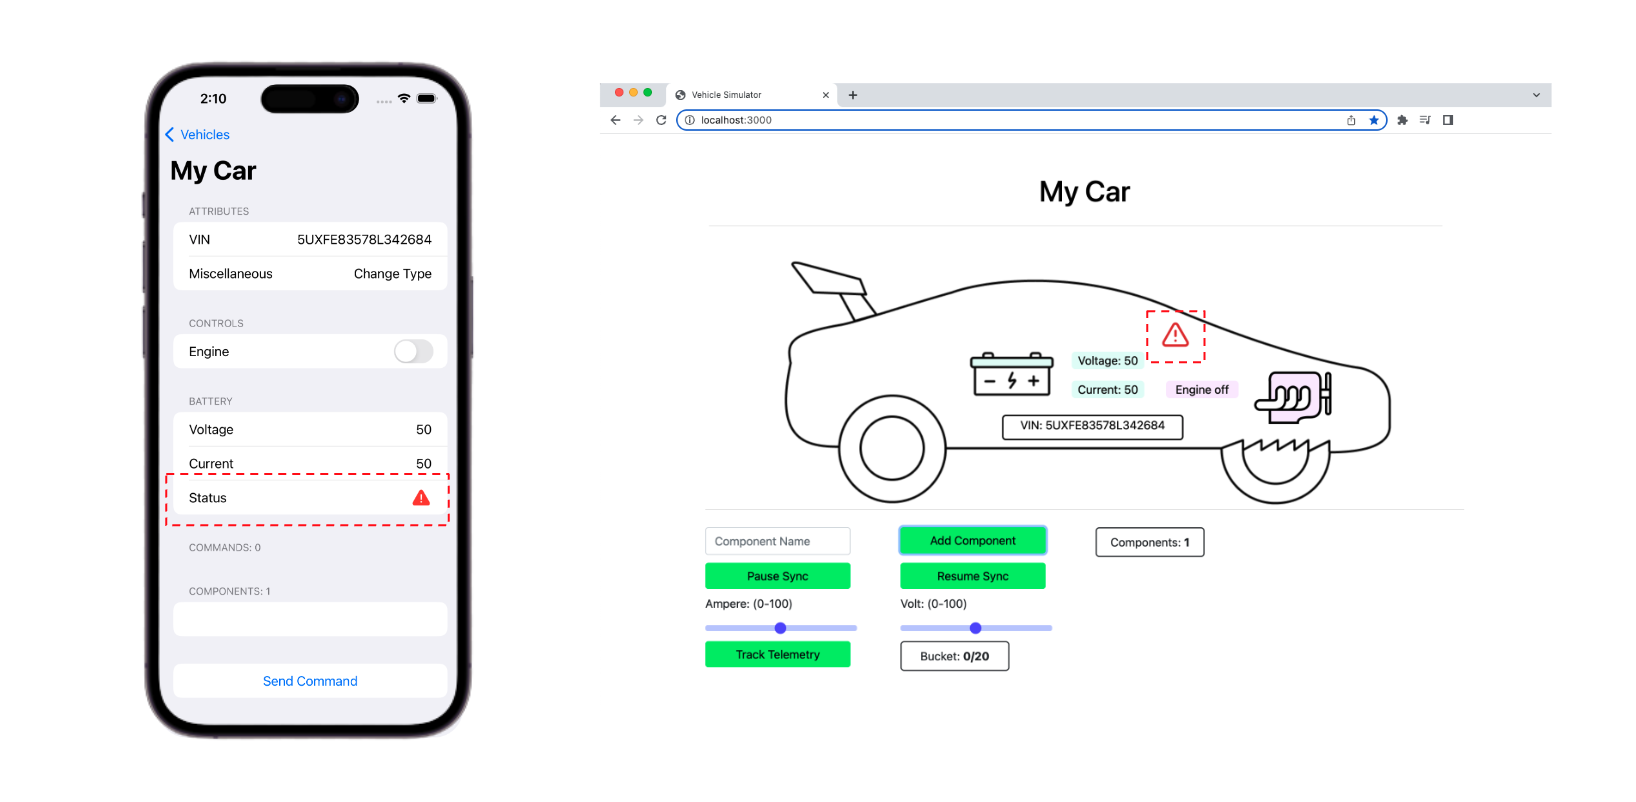 2:10
Vehicles
My Car
ATTRIBUTES
VIN 5UXFE83578L342684
Miscellaneous Change Type
CONTROLS
Engine
BATTERY
Voltage 50
Current 50
Status
COMMANDS: 0
COMPONENTS: 1
Send Command
Vehicle Simulator
localhost:3000
My Car
Voltage: 50
Current: 50 Engine off
VIN: 5UXFE83578L342684
Component Name Add Component Components: 1
Pause Sync Resume Sync
Ampere: (0-100) Volt: (0-100)
Track Telemetry Bucket: 0/20